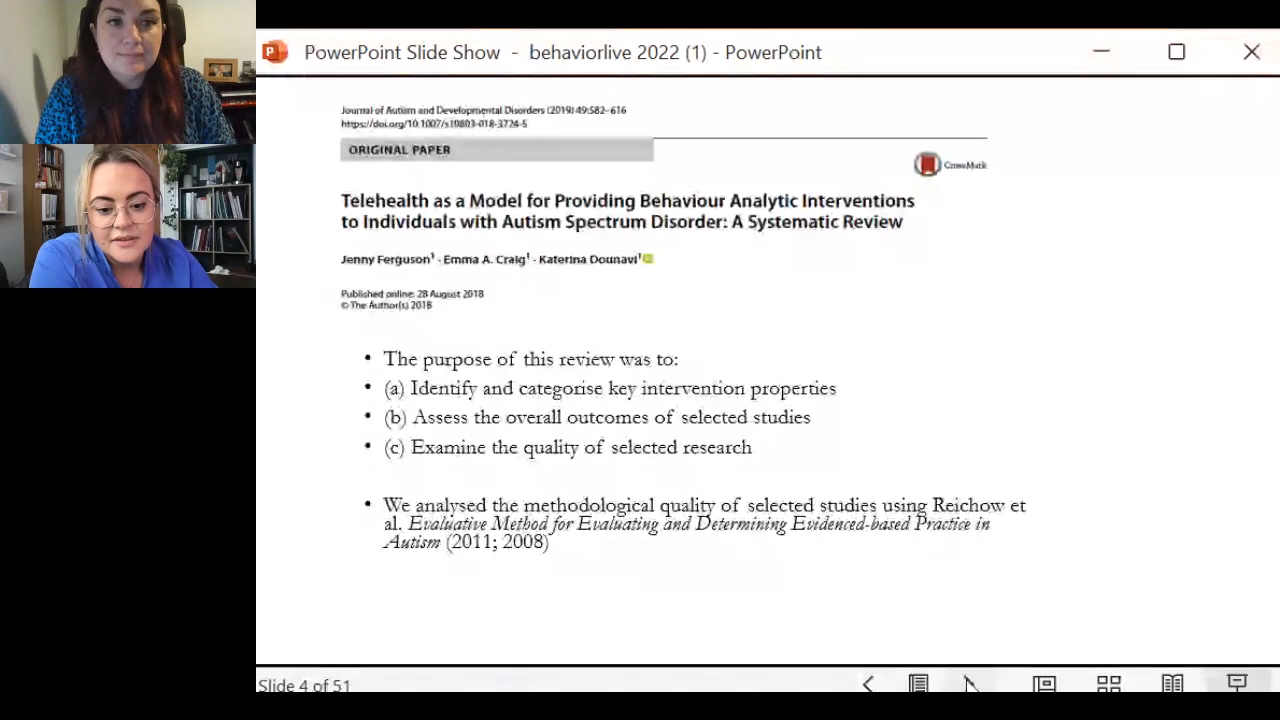 PowerPoint Slide Show - behaviorlive 2022 (1) - PowerPoint
Journal of Autism and Developmental Disorders (2019) 49:582–616
https://doi.org/10.1007/s10803-018-3724-5
ORIGINAL PAPER
CrossMark
Telehealth as a Model for Providing Behaviour Analytic Interventions
to Individuals with Autism Spectrum Disorder: A Systematic Review
Jenny Ferguson¹ · Emma A. Craig¹ · Katerina Dounavi¹
Published online: 28 August 2018
© The Author(s) 2018
• The purpose of this review was to:
• (a) Identify and categorise key intervention properties
• (b) Assess the overall outcomes of selected studies
• (c) Examine the quality of selected research
• We analysed the methodological quality of selected studies using Reichow et
al. Evaluative Method for Evaluating and Determining Evidenced-based Practice in
Autism (2011; 2008)
Slide 4 of 51